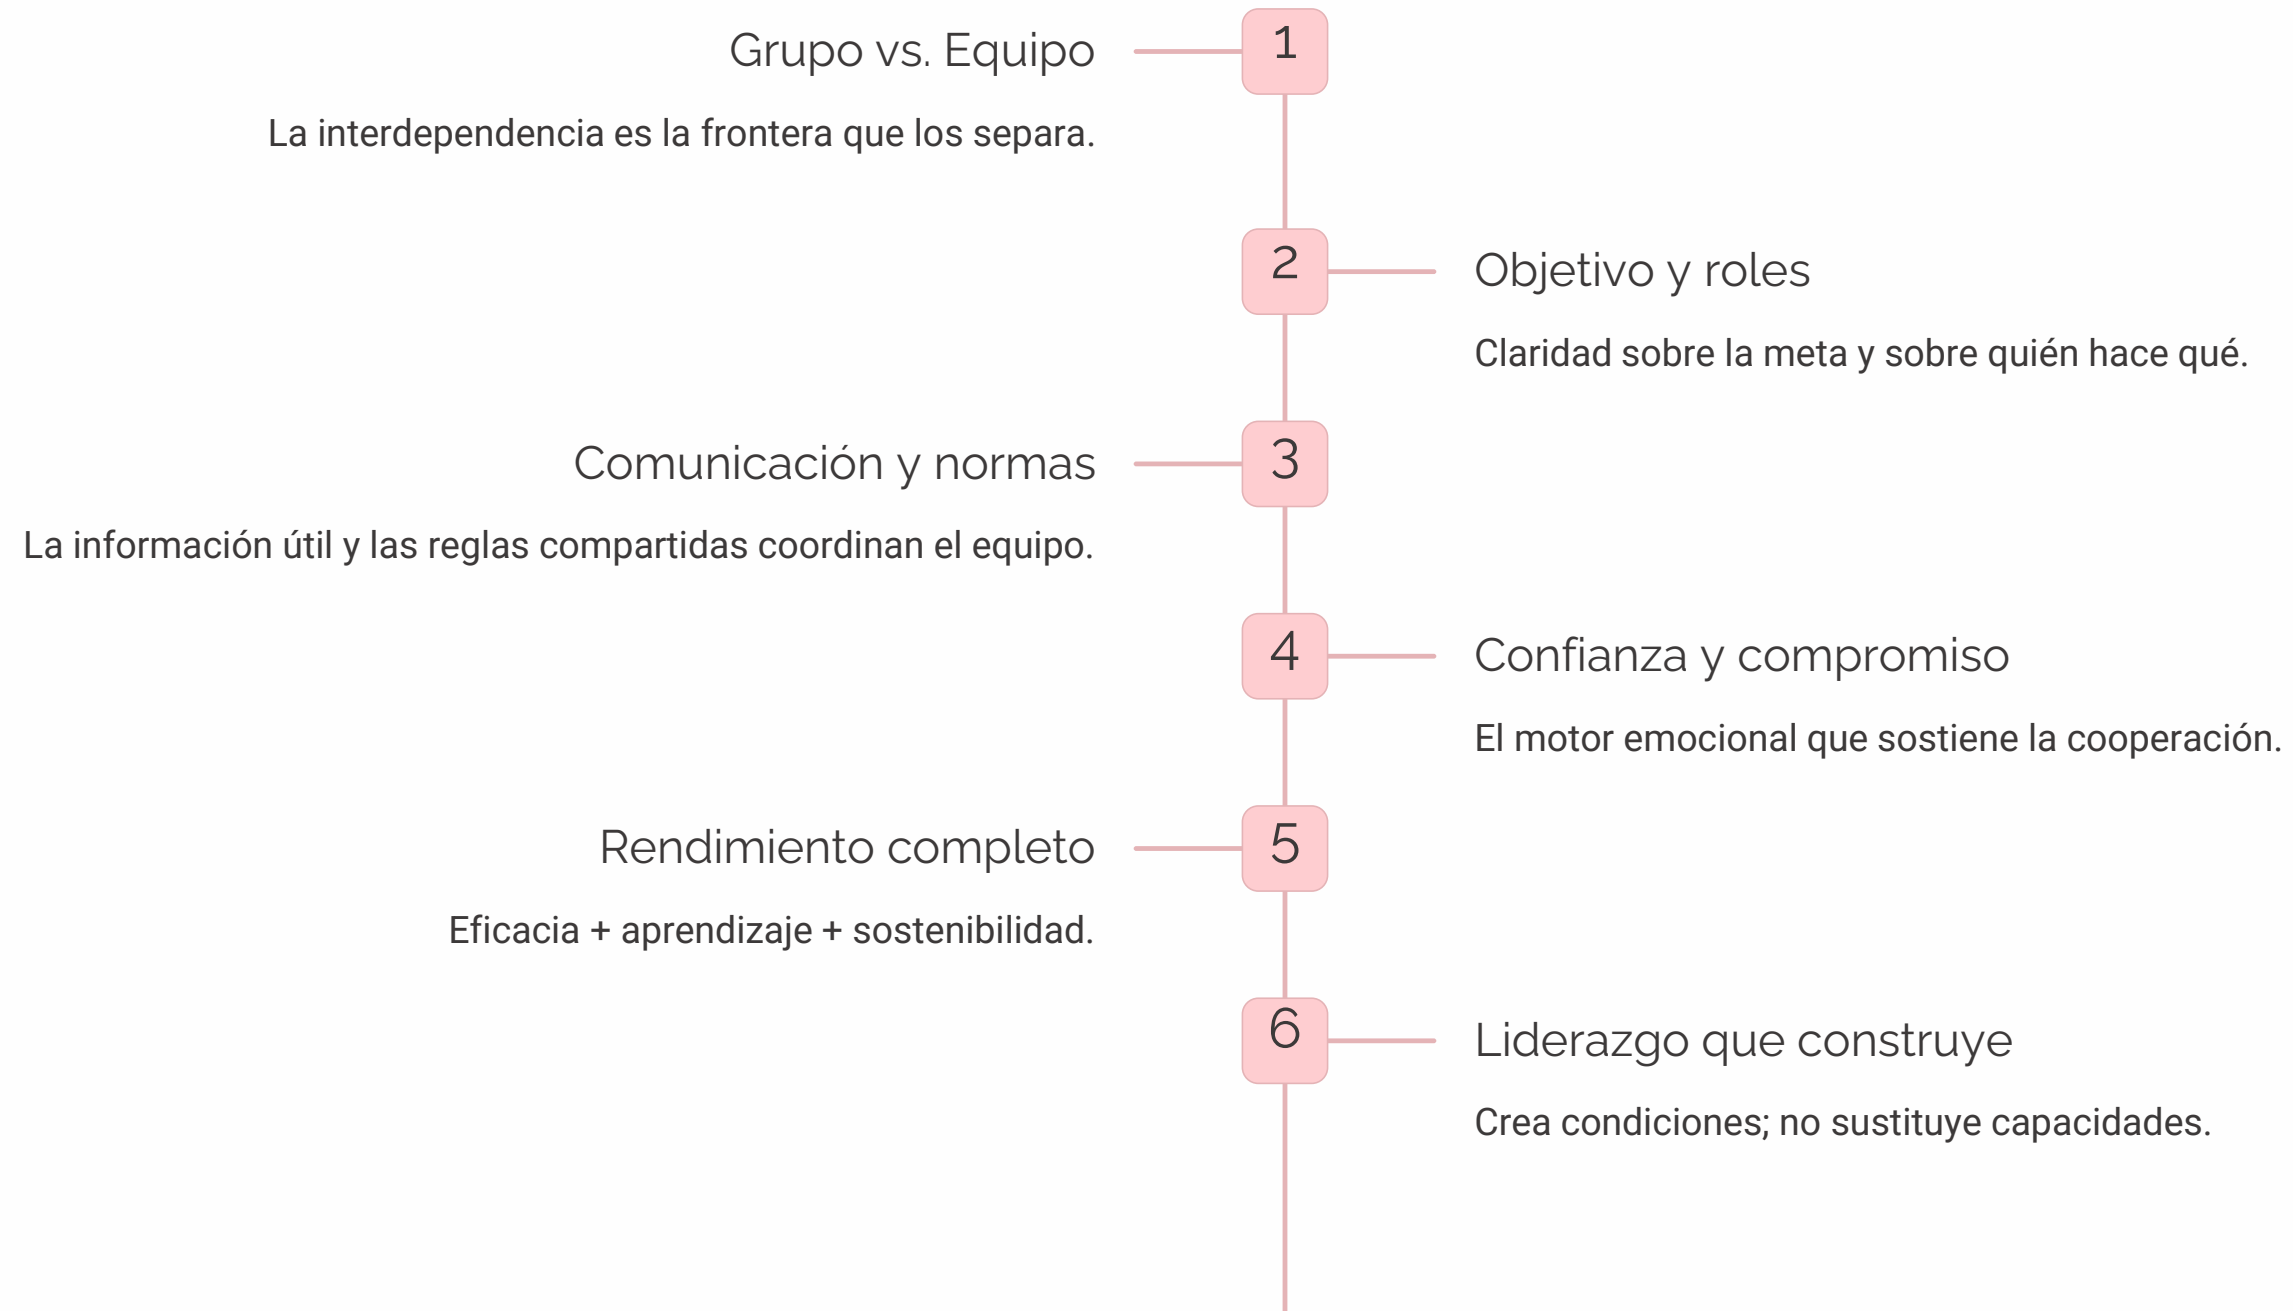 1
Grupo vs. Equipo
La interdependencia es la frontera que los separa.
2
Objetivo y roles
Claridad sobre la meta y sobre quién hace qué.
3
Comunicación y normas
La información útil y las reglas compartidas coordinan el equipo.
4
Confianza y compromiso
El motor emocional que sostiene la cooperación.
5
Rendimiento completo
Eficacia + aprendizaje + sostenibilidad.
6
Liderazgo que construye
Crea condiciones; no sustituye capacidades.